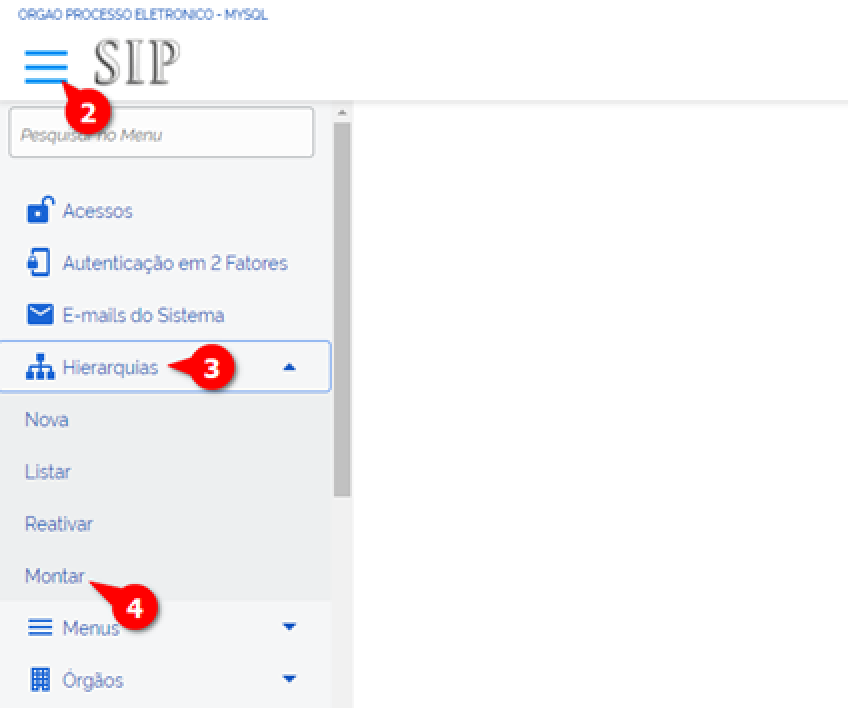 ORGAO PROCESSO ELETRONICO - MYSQL
SIP
2
Pesquisar no Menu
Acessos
Autenticação em 2 Fatores
E-mails do Sistema
Hierarquias
3
Nova
Listar
Reativar
Montar
4
Menus
Órgãos